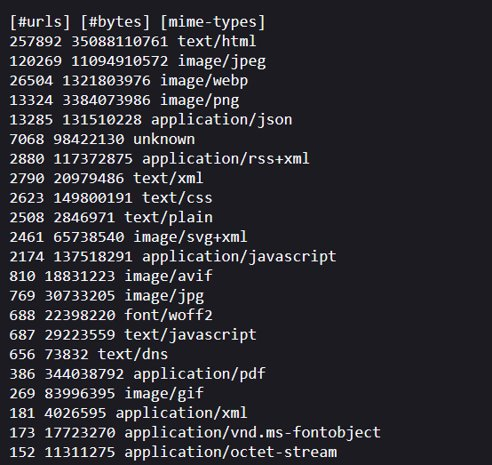 [#urls] [#bytes] [mime-types]
257892 35088110761 text/html
120269 11094910572 image/jpeg
26504 1321803976 image/webp
13324 3384073986 image/png
13285 131510228 application/json
7068 98422130 unknown
2880 117372875 application/rss+xml
2790 20979486 text/xml
2623 149800191 text/css
2508 2846971 text/plain
2461 65738540 image/svg+xml
2174 137518291 application/javascript
810 18831223 image/avif
769 30733205 image/jpg
688 22398220 font/woff2
687 29223559 text/javascript
656 73832 text/dns
386 344038792 application/pdf
269 83996395 image/gif
181 4026595 application/xml
173 17723270 application/vnd.ms-fontobject
152 11311275 application/octet-stream